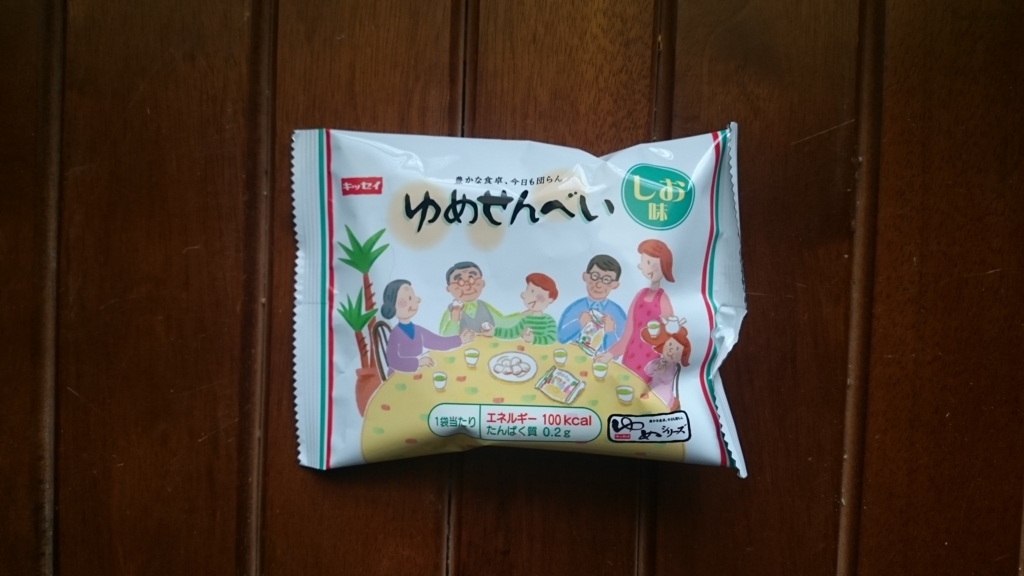 キッセイ
豊かな食卓、今日も団らん
ゆめせんべい
しお
味
1袋当たり
エネルギー 100kcal
たんぱく質 0.2g
ゆめシリーズ